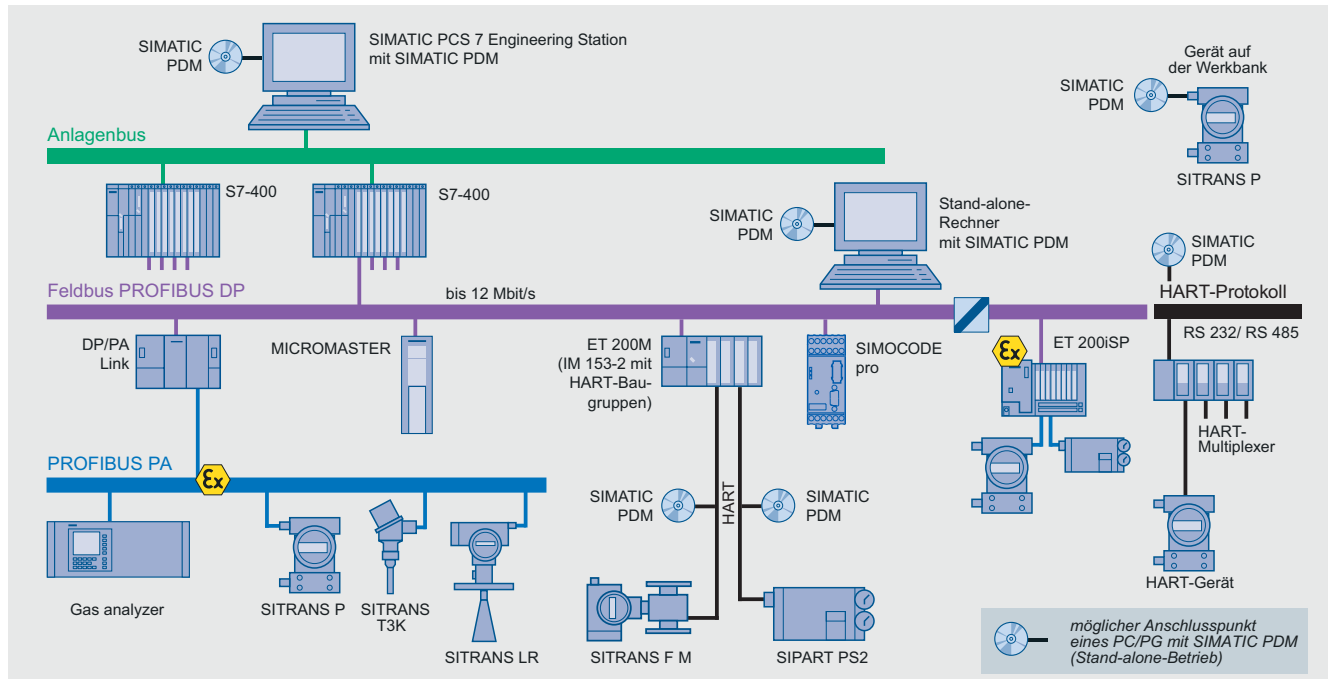 SIMATIC
PDM
SIMATIC PCS 7 Engineering Station
mit SIMATIC PDM
Gerät auf
der Werkbank
SIMATIC
PDM
SITRANS P
Anlagenbus
S7-400
S7-400
SIMATIC
PDM
Stand-alone-
Rechner
mit SIMATIC PDM
SIMATIC
PDM
Feldbus PROFIBUS DP
bis 12 Mbit/s
HART-Protokoll
RS 232/ RS 485
DP/PA
Link
MICROMASTER
ET 200M
(IM 153-2 mit
HART-Bau-
gruppen)
SIMOCODE
pro
Ex
ET 200iSP
HART-
Multiplexer
PROFIBUS PA
Ex
SIMATIC
PDM
HART
SIMATIC
PDM
Gas analyzer
SITRANS P
SITRANS
T3K
SITRANS LR
SITRANS F M
SIPART PS2
HART-Gerät
möglicher Anschlusspunkt
eines PC/PG mit SIMATIC PDM
(Stand-alone-Betrieb)